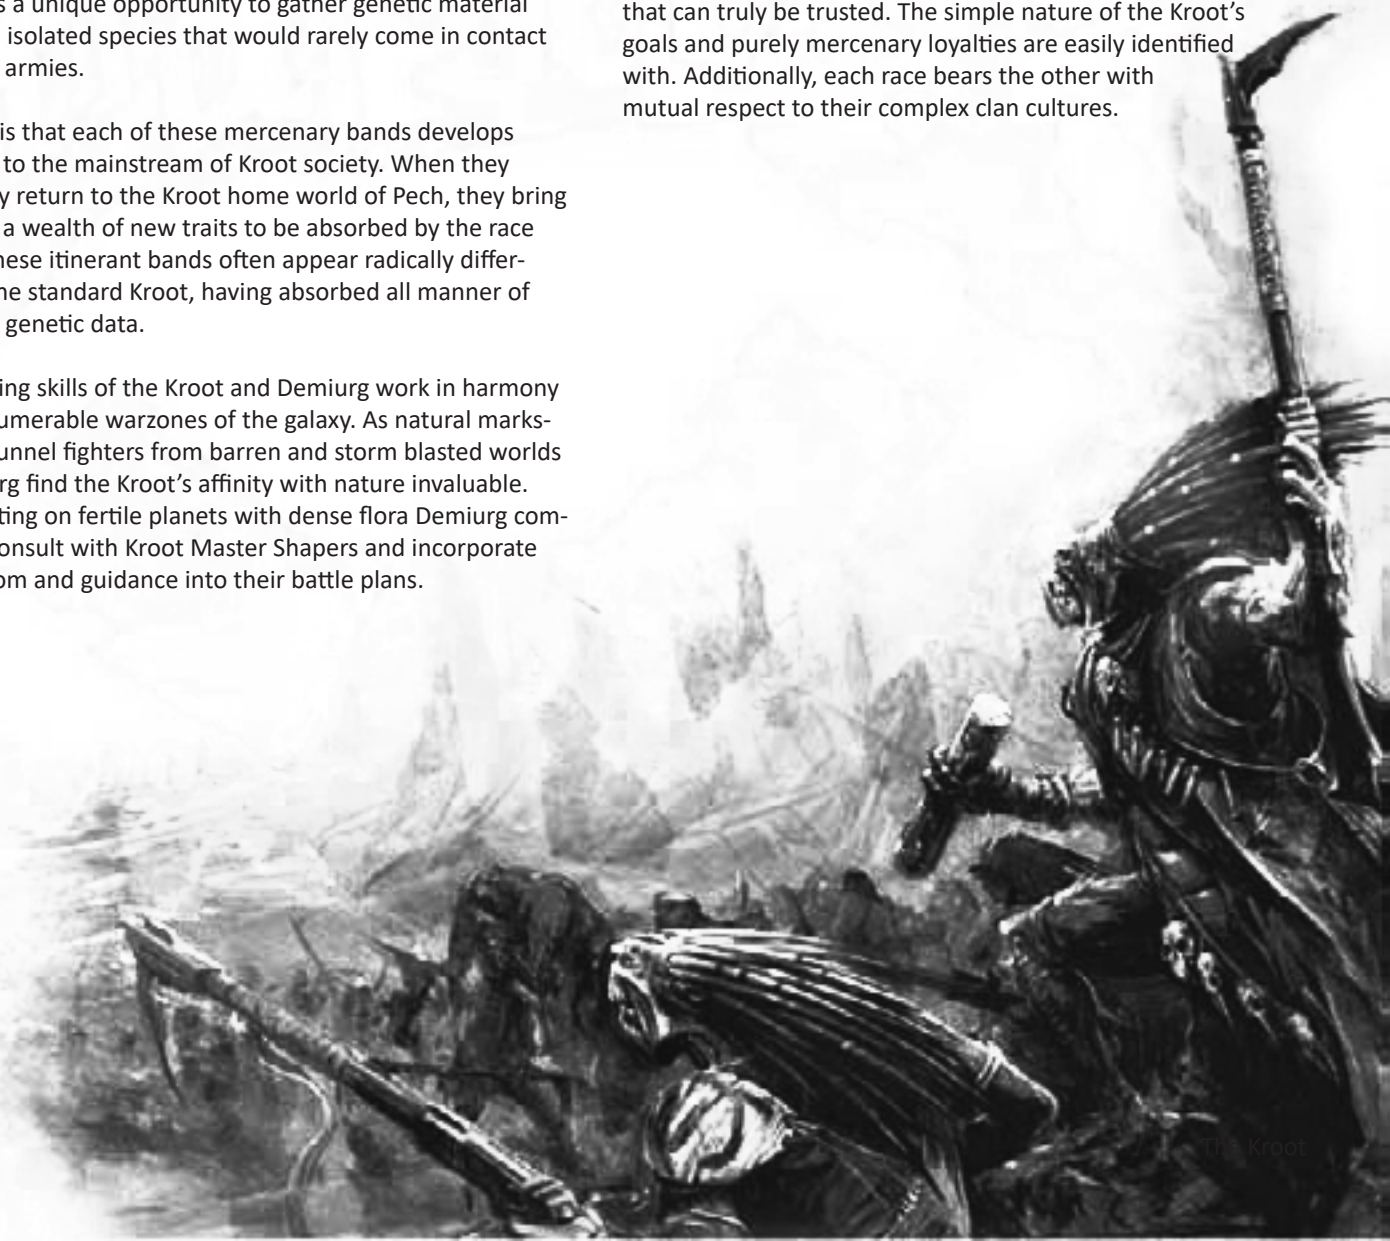 s a unique opportunity to gather genetic material
isolated species that would rarely come in contact
armies.
is that each of these mercenary bands develops
to the mainstream of Kroot society. When they
y return to the Kroot home world of Pech, they bring
a wealth of new traits to be absorbed by the race
hese itinerant bands often appear radically differ-
he standard Kroot, having absorbed all manner of
genetic data.
ing skills of the Kroot and Demiurg work in harmony
umerable warzones of the galaxy. As natural marks-
unnel fighters from barren and storm blasted worlds
rg find the Kroot’s affinity with nature invaluable.
ting on fertile planets with dense flora Demiurg com-
onsult with Kroot Master Shapers and incorporate
om and guidance into their battle plans.
that can truly be trusted. The simple nature of the Kroot’s
goals and purely mercenary loyalties are easily identified
with. Additionally, each race bears the other with
mutual respect to their complex clan cultures.
The Kroot